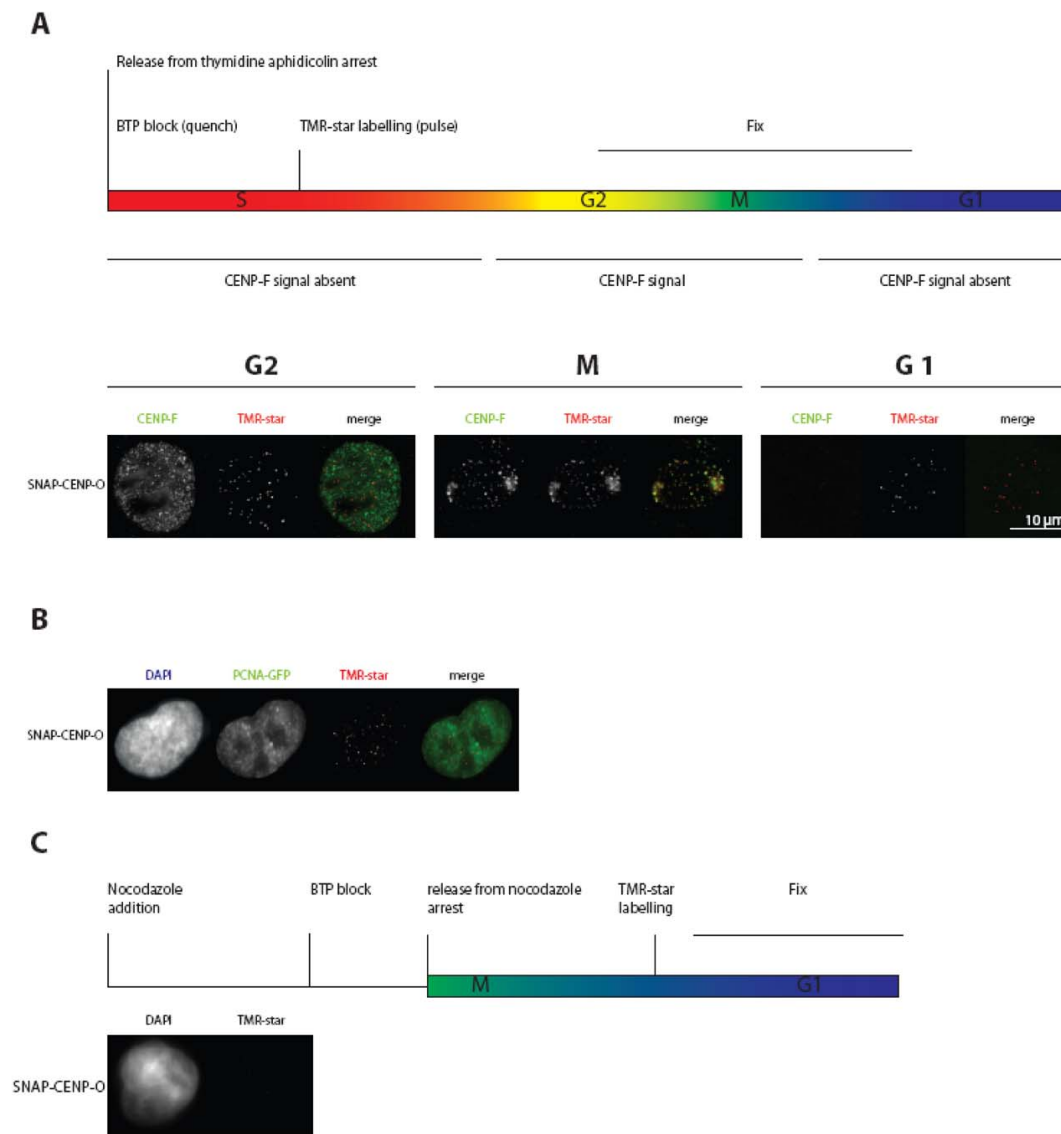 A
Release from thymidine aphidicolin arrest
BTP block (quench)
TMR-star labelling (pulse)
Fix
S
G2
M
G1
CENP-F signal absent
CENP-F signal
CENP-F signal absent
G2
M
G 1
CENP-F
TMR-star
merge
CENP-F
TMR-star
merge
CENP-F
TMR-star
merge
SNAP-CENP-O
10 µm
B
DAPI
PCNA-GFP
TMR-star
merge
SNAP-CENP-O
C
Nocodazole
addition
BTP block
release from nocodazole
arrest
TMR-star
labelling
Fix
M
G1
DAPI
TMR-star
SNAP-CENP-O